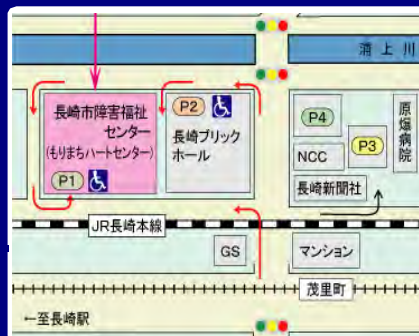 浦上川
長崎市障害福祉
センター
(もりまちハートセンター)
P1
P2
長崎ブリック
ホール
P4
P3
NCC
長崎新聞社
原爆病院
JR長崎本線
GS
マンション
茂里町
←至長崎駅